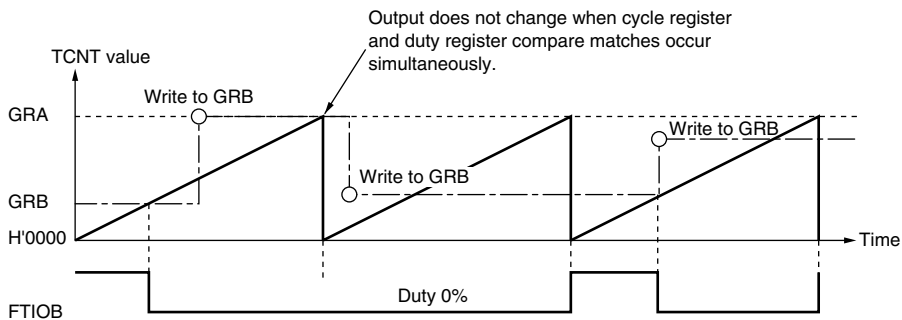 Output does not change when cycle register
and duty register compare matches occur
simultaneously.
TCNT value
Write to GRB
GRA
Write to GRB
Write to GRB
GRB
H'0000
Time
Duty 0%
FTIOB